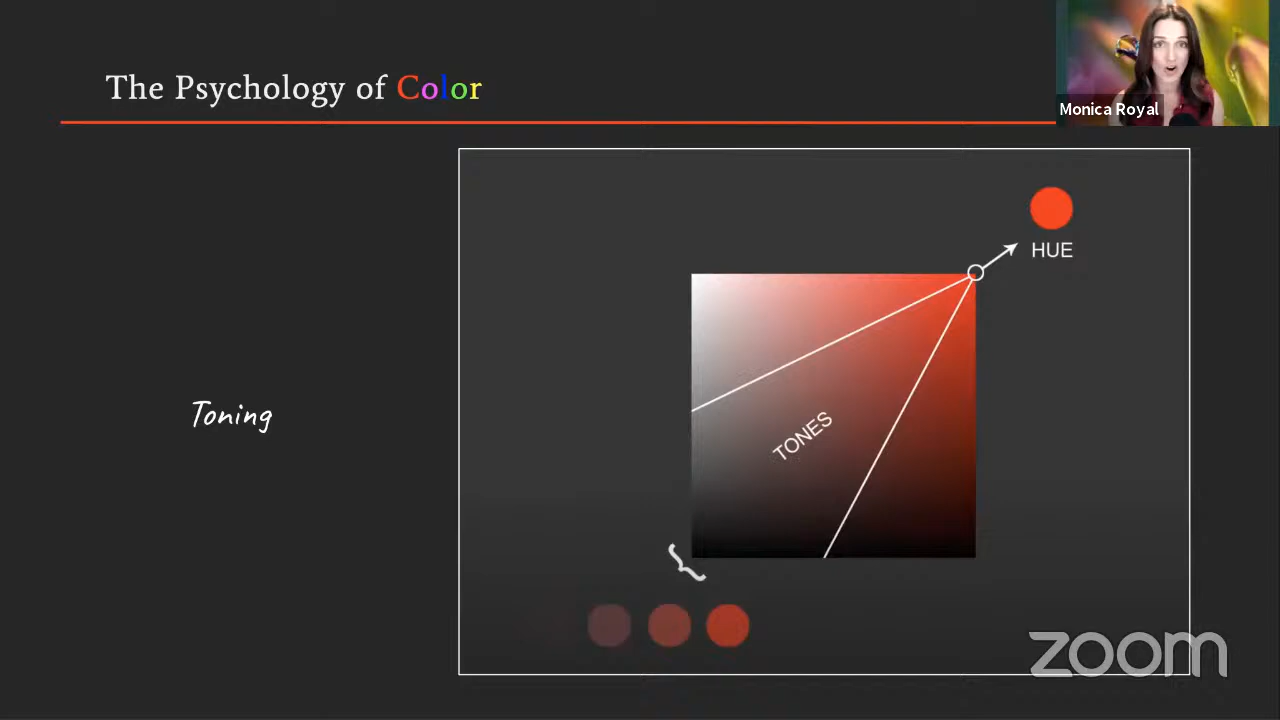 The Psychology of Color
Monica Royal
HUE
TONES
Toning
zoom